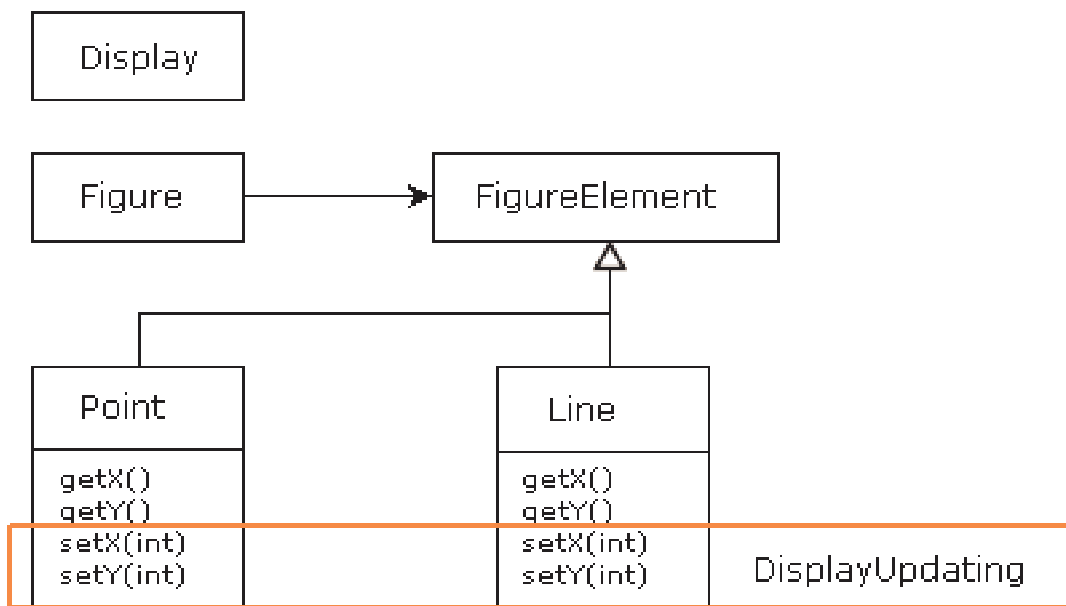 Display
Figure
FigureElement
Point
getX()
getY()
setX(int)
setY(int)
Line
getX()
getY()
setX(int)
setY(int)
DisplayUpdating